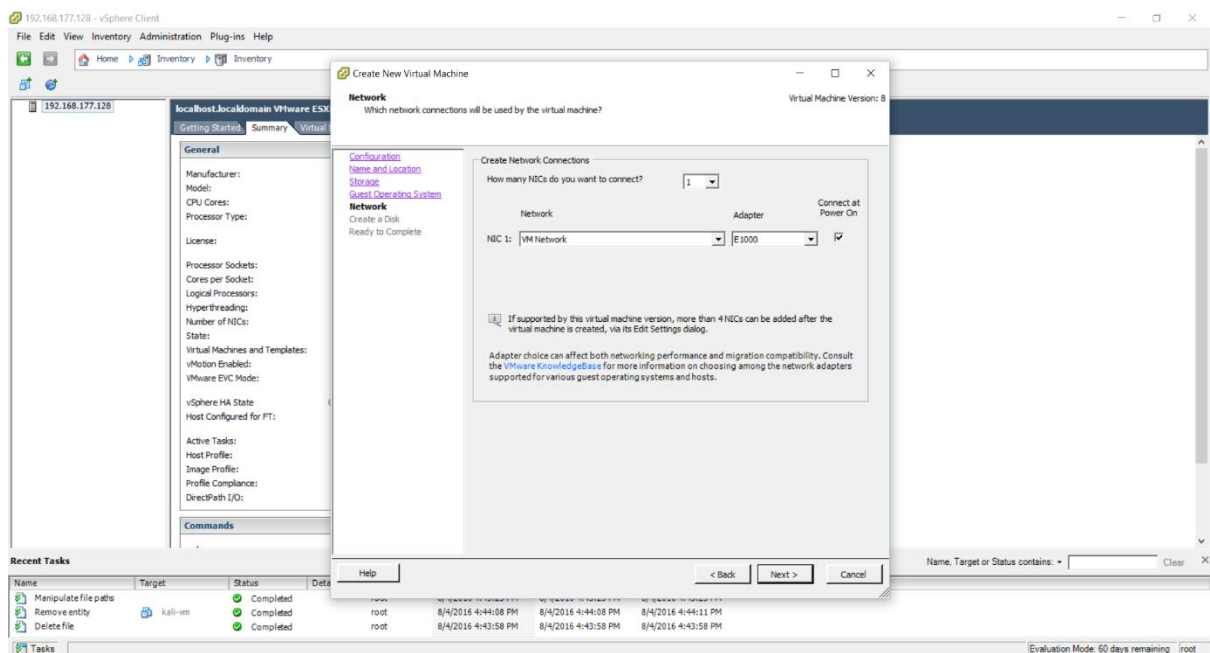 192.168.177.128 - vSphere Client
File Edit View Inventory Administration Plug-ins Help
Home Inventory Inventory
192.168.177.128
localhost.localdomain VMware ESX
Getting Started Summary Virtual
General
Manufacturer:
Model:
CPU Cores:
Processor Type:
License:
Processor Sockets:
Cores per Socket:
Logical Processors:
Hyperthreading:
Number of NICs:
State:
Virtual Machines and Templates:
vMotion Enabled:
VMware EVC Mode:
vSphere HA State
Host Configured for FT:
Active Tasks:
Host Profile:
Image Profile:
Profile Compliance:
DirectPath I/O:
Commands
Create New Virtual Machine
Network
Which network connections will be used by the virtual machine?
Virtual Machine Version: 8
Configuration
Name and Location
Storage
Guest Operating System
Network
Create a Disk
Ready to Complete
Create Network Connections
How many NICs do you want to connect? 1
Network Adapter Connect at Power On
NIC 1: VM Network E1000
If supported by this virtual machine version, more than 4 NICs can be added after the
virtual machine is created, via its Edit Settings dialog.
Adapter choice can affect both networking performance and migration compatibility. Consult
the VMware KnowledgeBase for more information on choosing among the network adapters
supported for various guest operating systems and hosts.
Help < Back Next > Cancel
Recent Tasks
Name, Target or Status contains: Clear
Name Target Status Deta
Manipulate file paths Completed
Remove entity kali-vm Completed root 8/4/2016 4:44:08 PM 8/4/2016 4:44:08 PM 8/4/2016 4:44:11 PM
Delete file Completed root 8/4/2016 4:43:58 PM 8/4/2016 4:43:58 PM 8/4/2016 4:43:58 PM
Tasks
Evaluation Mode: 60 days remaining root